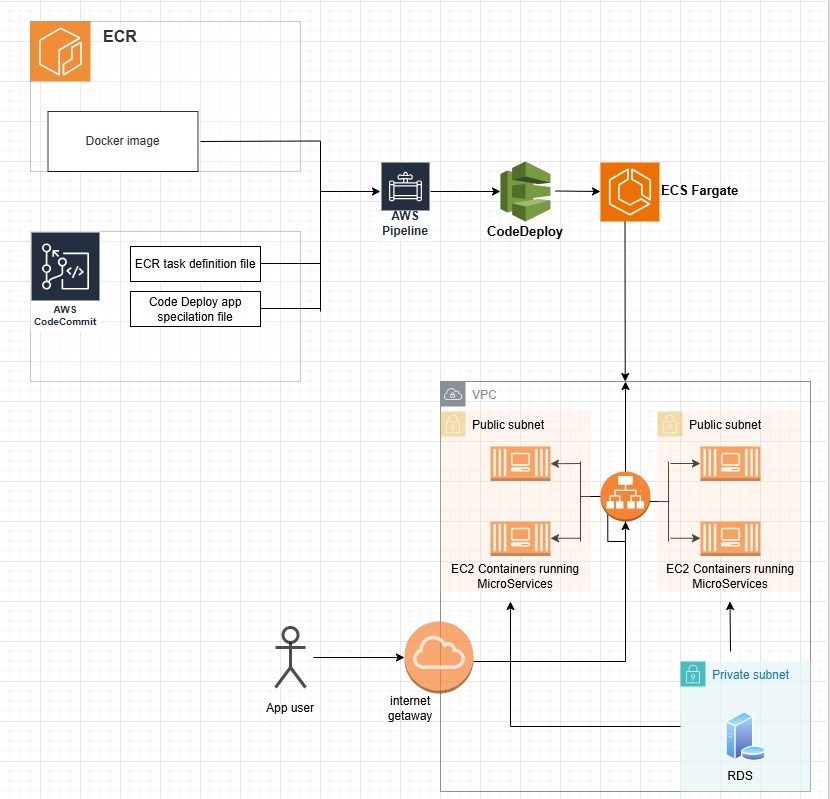 ECR
Docker image
AWS
Pipeline
CodeDeploy
ECS Fargate
AWS
CodeCommit
ECR task definition file
Code Deploy app
specilation file
VPC
Public subnet
Public subnet
EC2 Containers running
MicroServices
EC2 Containers running
MicroServices
App user
internet
getaway
Private subnet
RDS